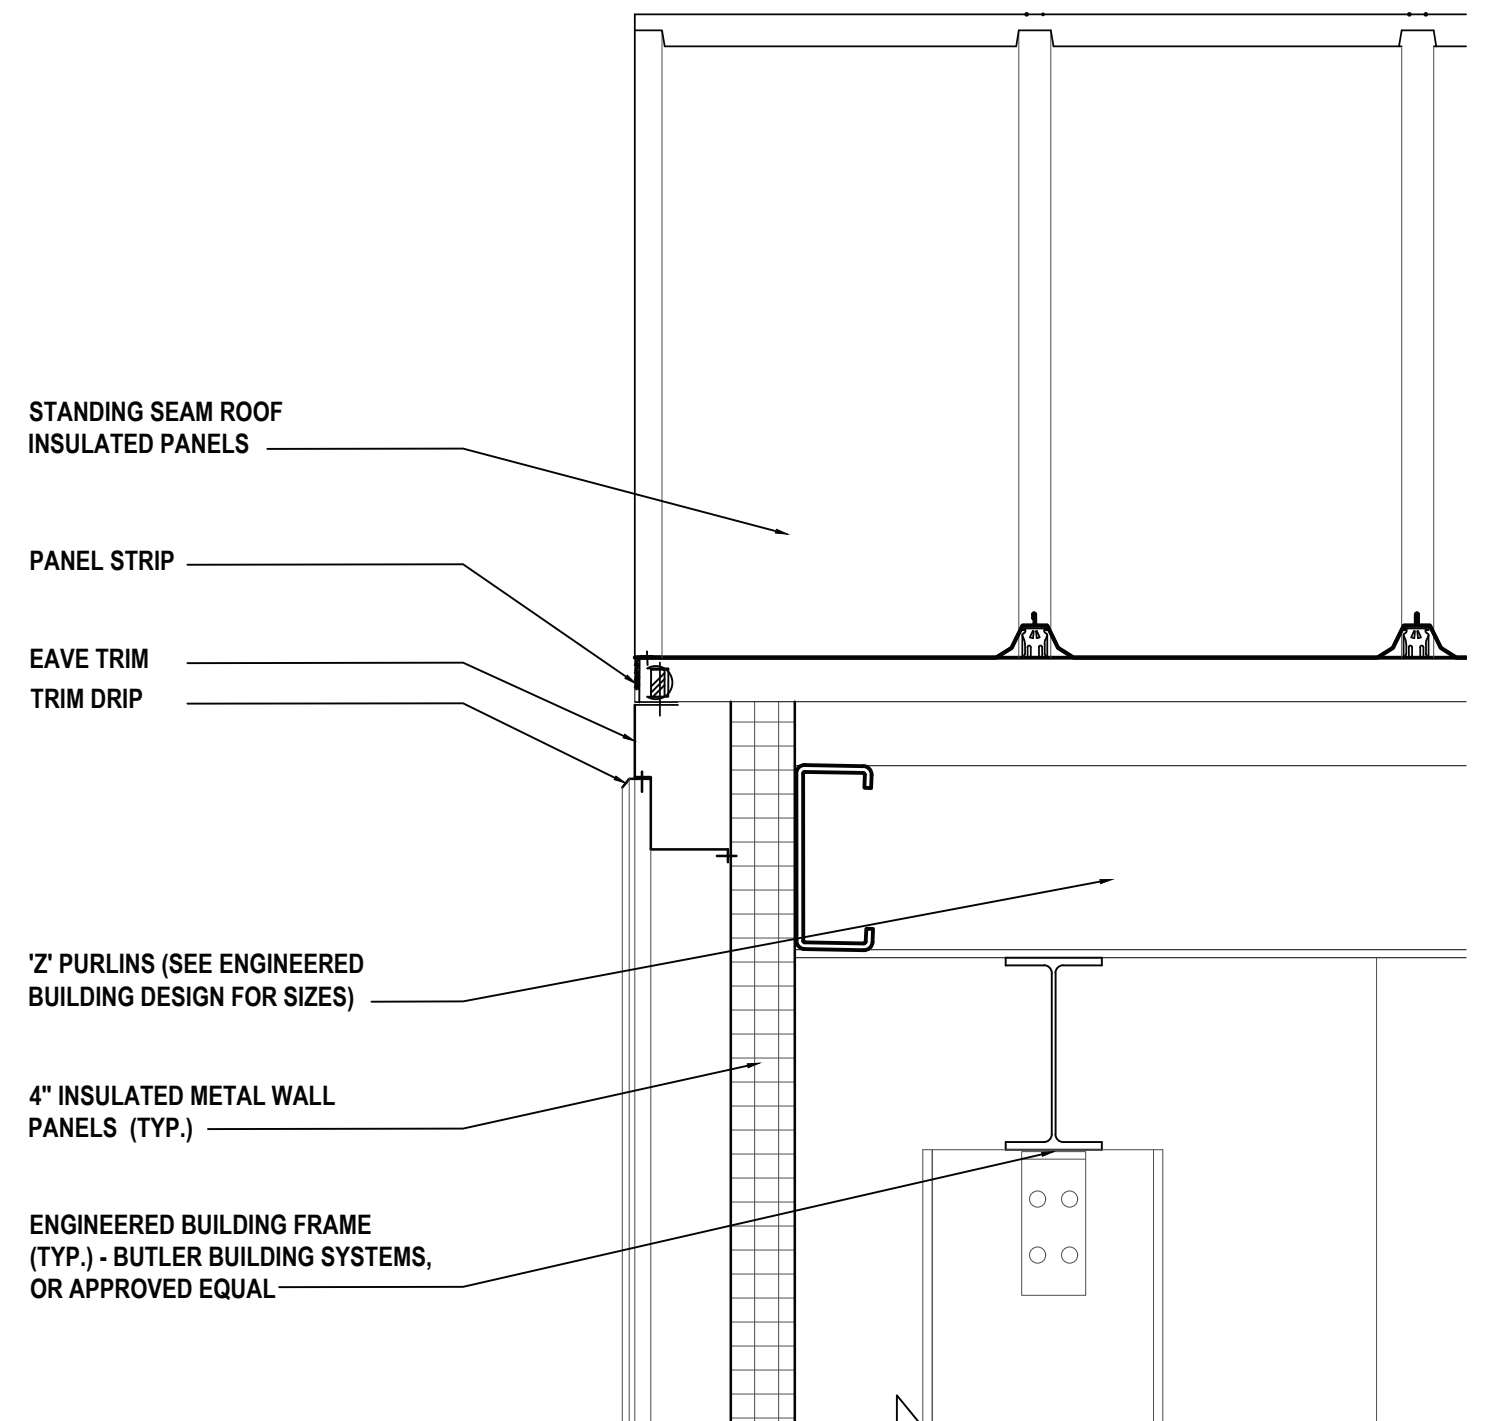 STANDING SEAM ROOF
INSULATED PANELS
PANEL STRIP
EAVE TRIM
TRIM DRIP
'Z' PURLINS (SEE ENGINEERED
BUILDING DESIGN FOR SIZES)
4" INSULATED METAL WALL
PANELS (TYP.)
ENGINEERED BUILDING FRAME
(TYP.) - BUTLER BUILDING SYSTEMS,
OR APPROVED EQUAL